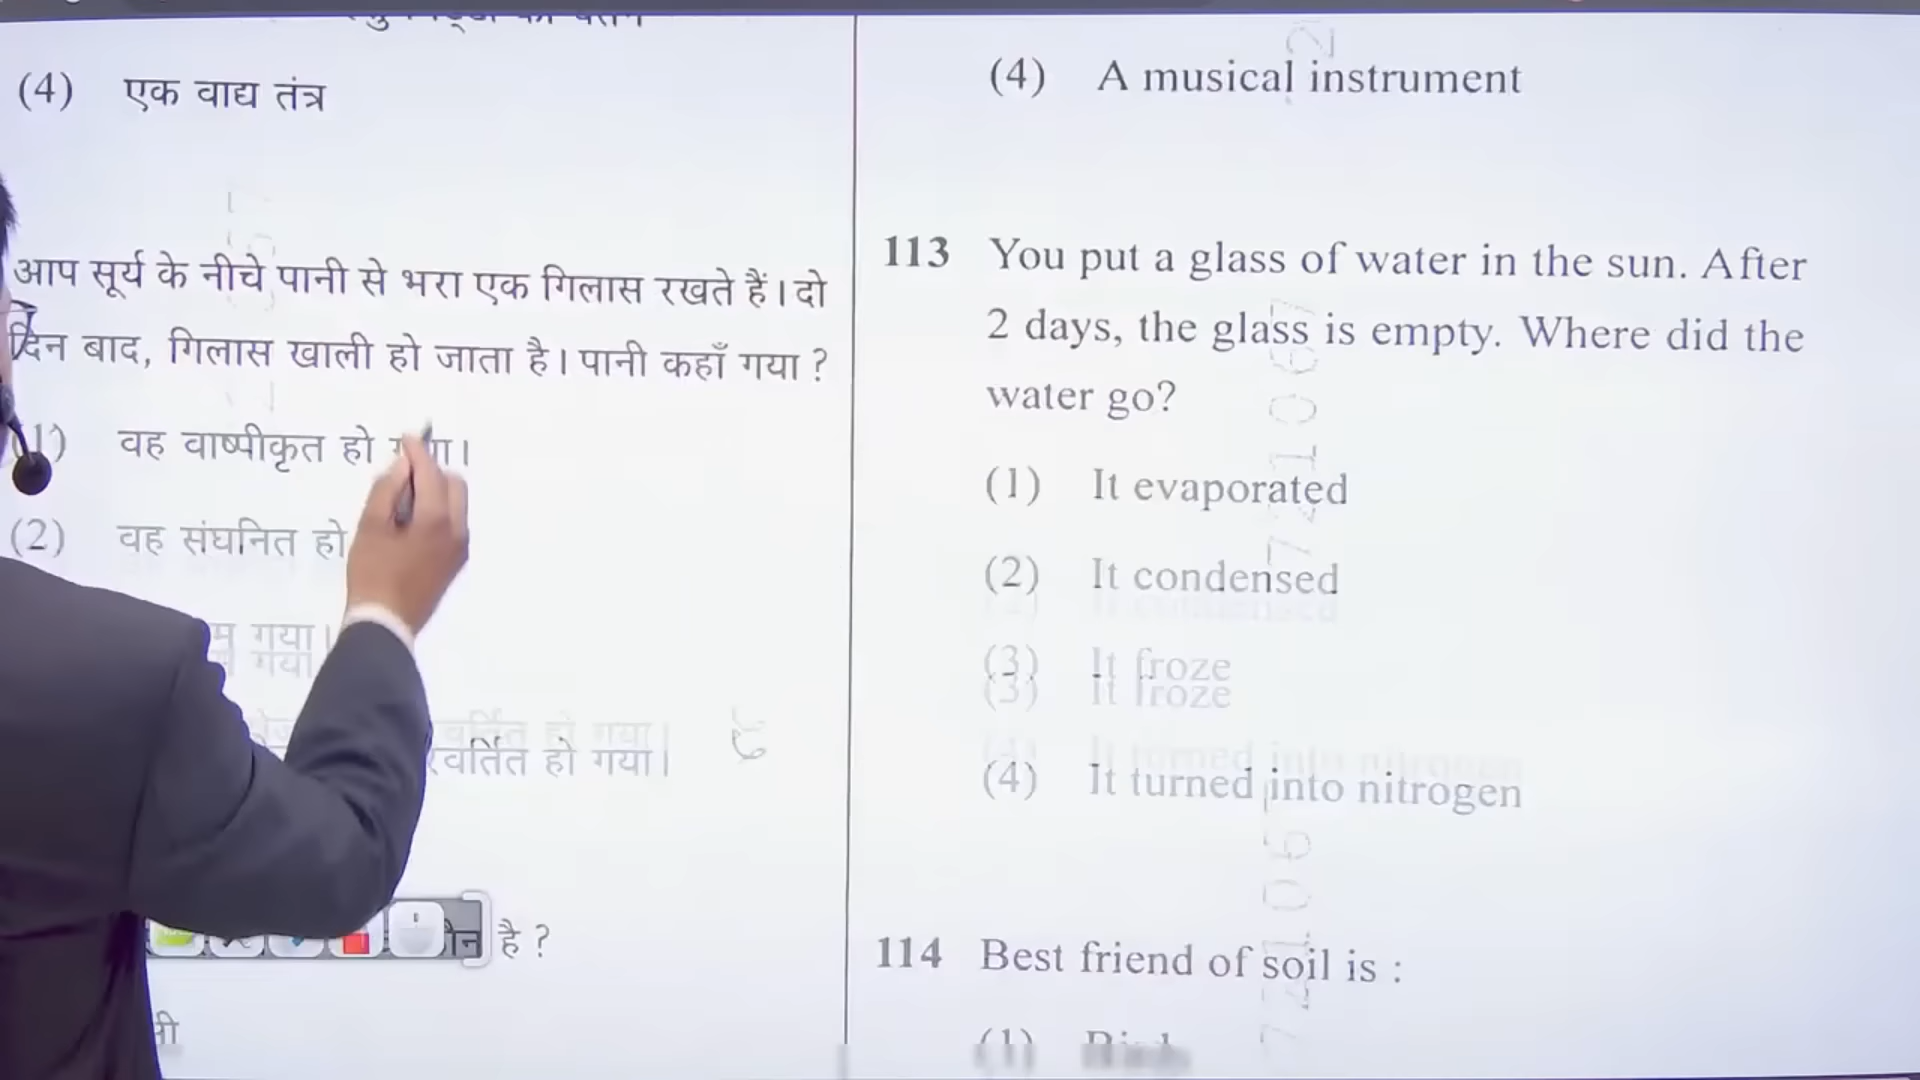 (4) एक वाद्य तंत्र
आप सूर्य के नीचे पानी से भरा एक गिलास रखते हैं। दो
दिन बाद, गिलास खाली हो जाता है। पानी कहाँ गया ?
(1) वह वाष्पीकृत हो
(2) वह संघनित हो
गया।
हो गया।
है ?
(4) A musical instrument
113 You put a glass of water in the sun. After
2 days, the glass is empty. Where did the
water go?
(1) It evaporated
(2) It condensed
(3) It froze
(4) It turned into nitrogen
114 Best friend of soil is :
(1)